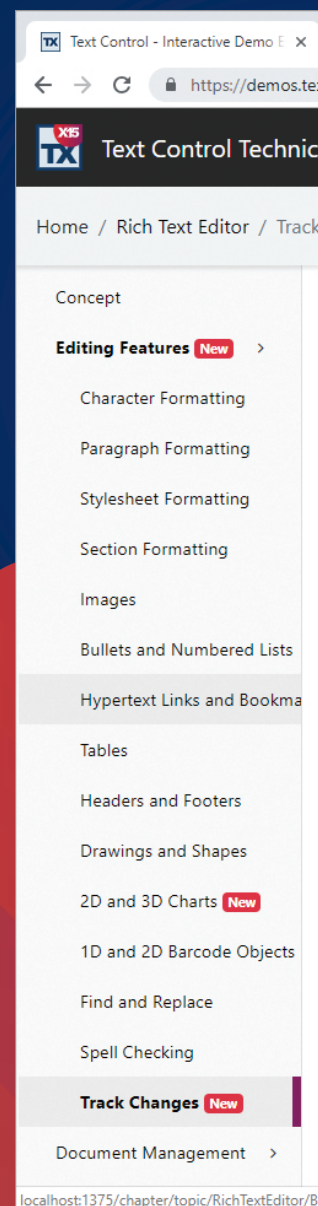 TX Text Control - Interactive Demo E
https://demos.te
X15
TX Text Control Technic
Home / Rich Text Editor / Track
Concept
Editing Features New
Character Formatting
Paragraph Formatting
Stylesheet Formatting
Section Formatting
Images
Bullets and Numbered Lists
Hypertext Links and Bookma
Tables
Headers and Footers
Drawings and Shapes
2D and 3D Charts New
1D and 2D Barcode Objects
Find and Replace
Spell Checking
Track Changes New
Document Management
localhost:1375/chapter/topic/RichTextEditor/B